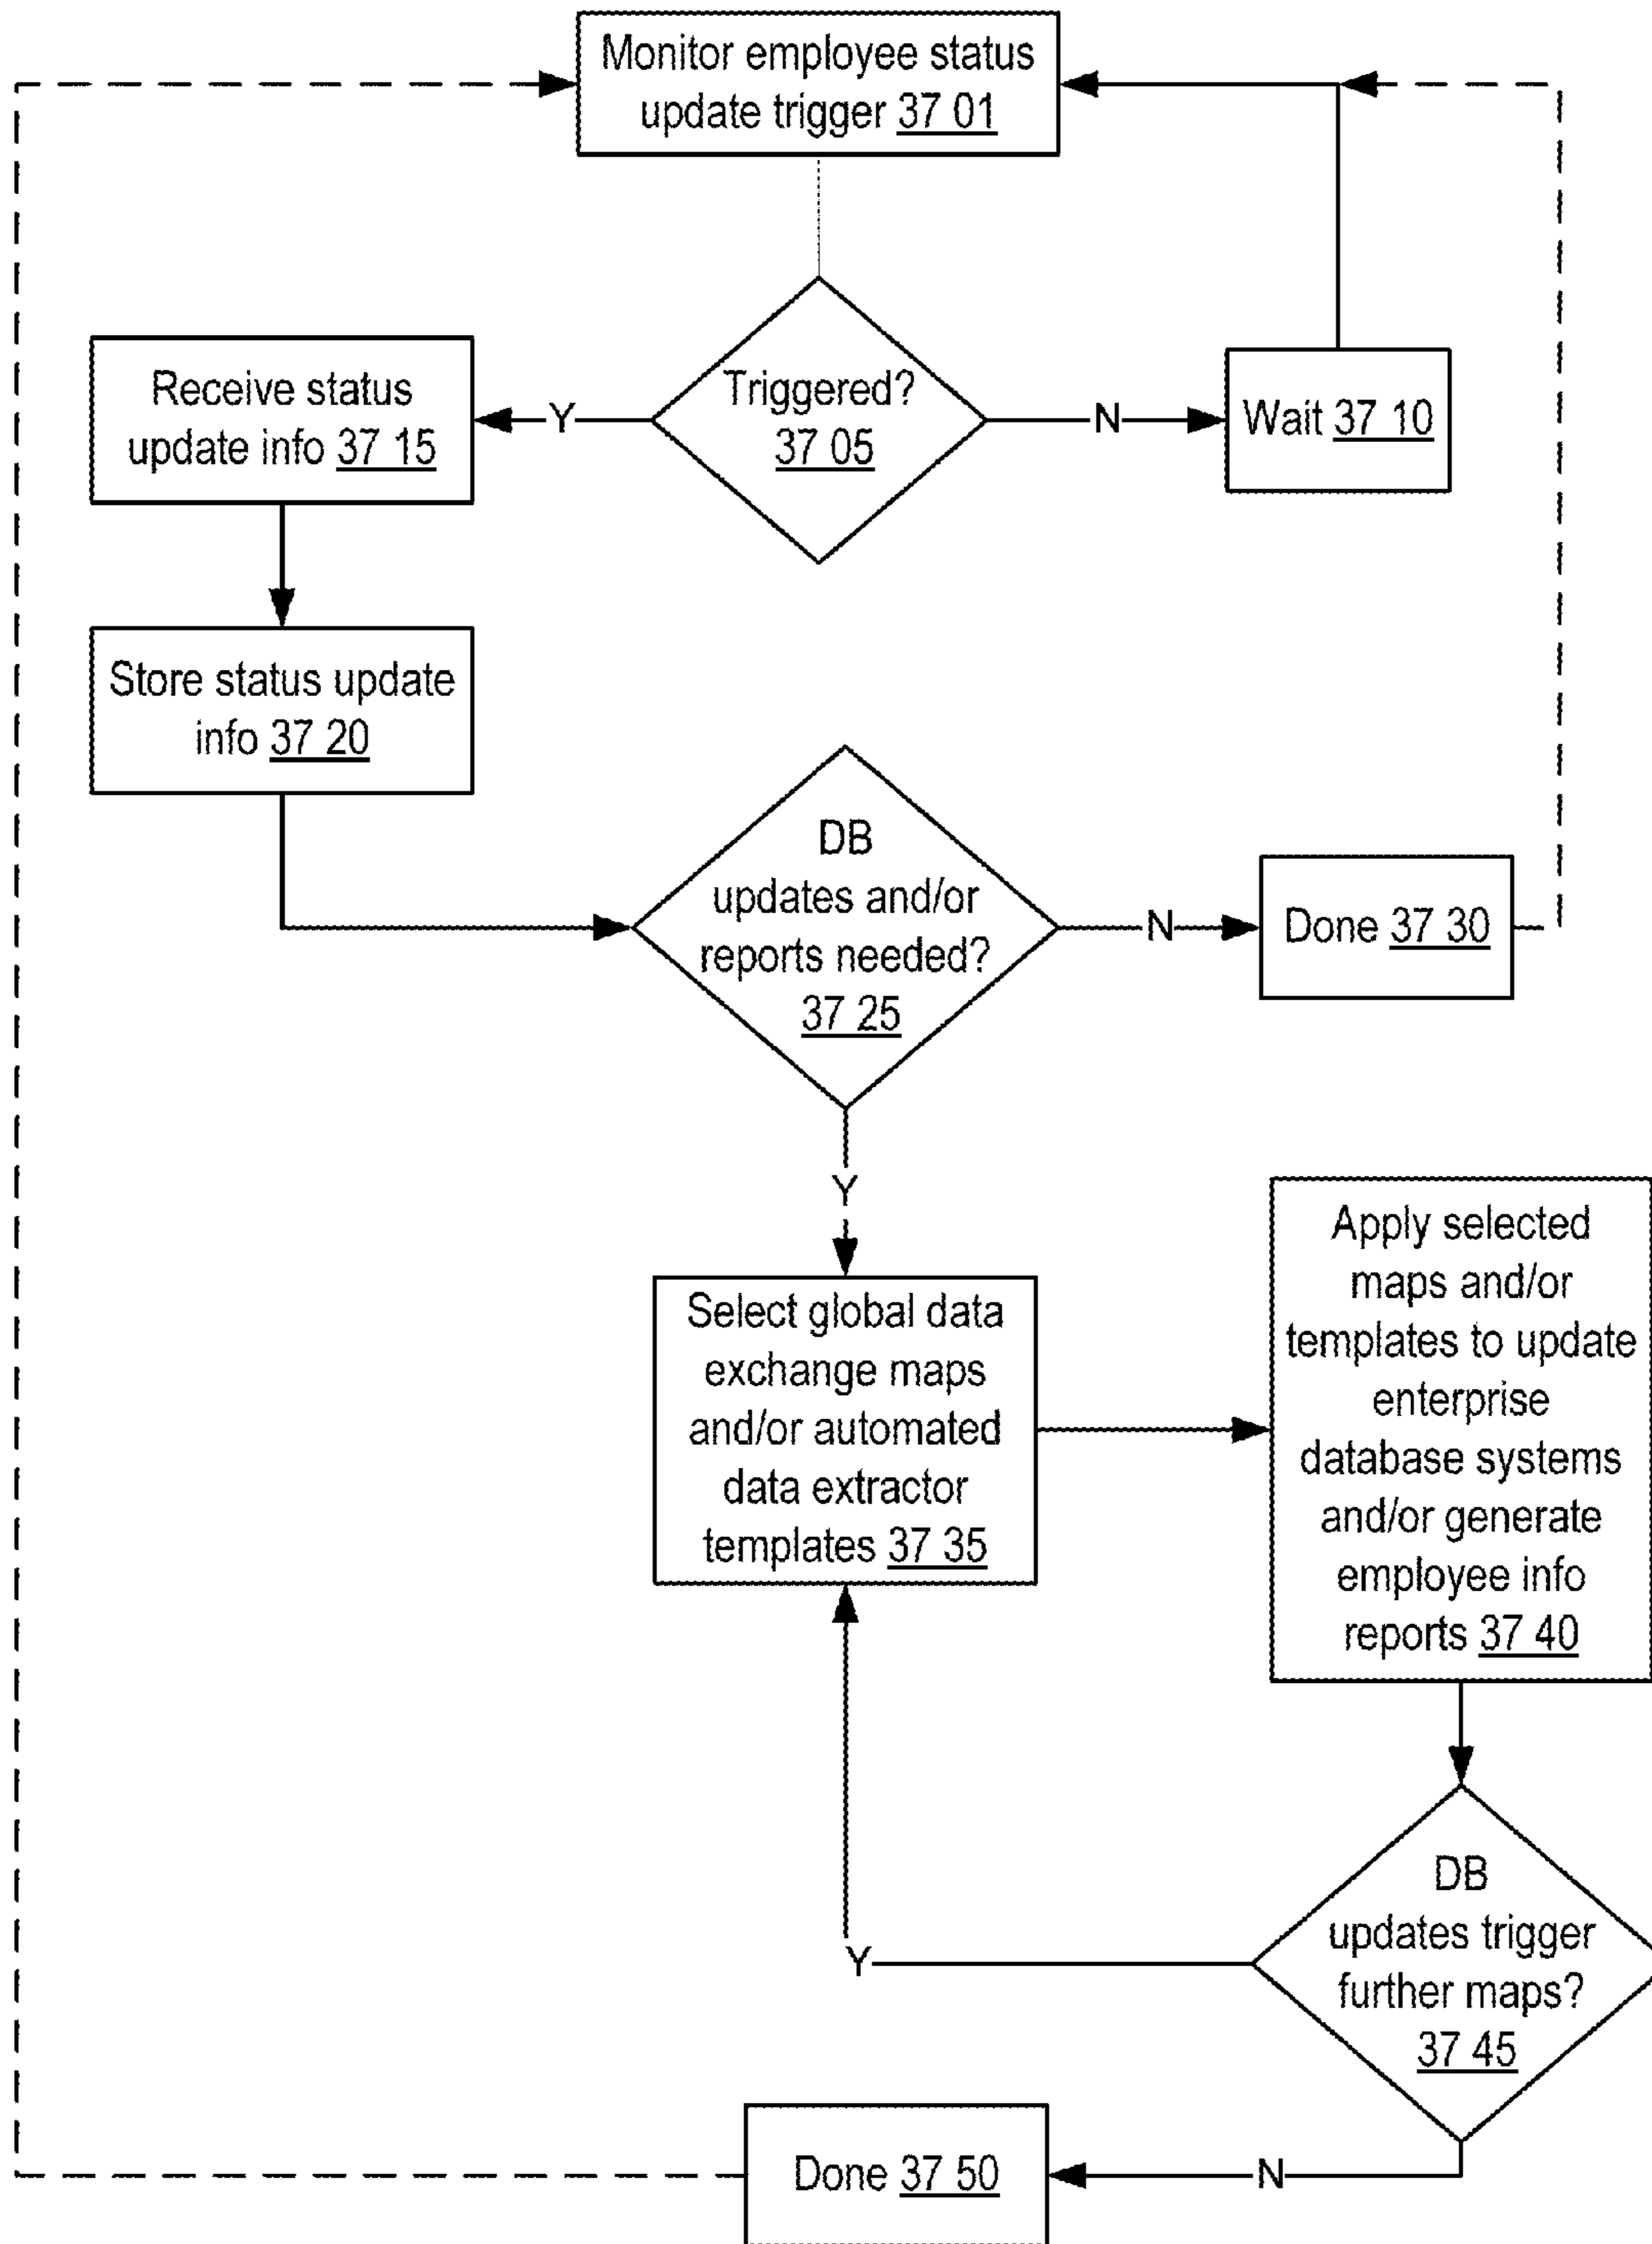 Monitor employee status
update trigger 37 01
Triggered?
37 05
Y
N
Receive status
update info 37 15
Wait 37 10
Store status update
info 37 20
DB
updates and/or
reports needed?
37 25
N
Done 37 30
Y
Select global data
exchange maps
and/or automated
data extractor
templates 37 35
Apply selected
maps and/or
templates to update
enterprise
database systems
and/or generate
employee info
reports 37 40
DB
updates trigger
further maps?
37 45
Y
N
Done 37 50